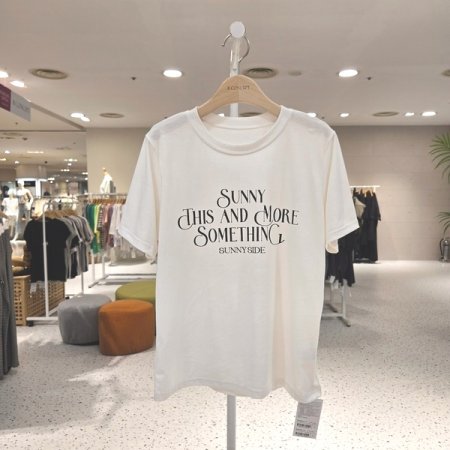 SUNNY
THIS AND MORE
SOMETHING
SUNNYSIDE